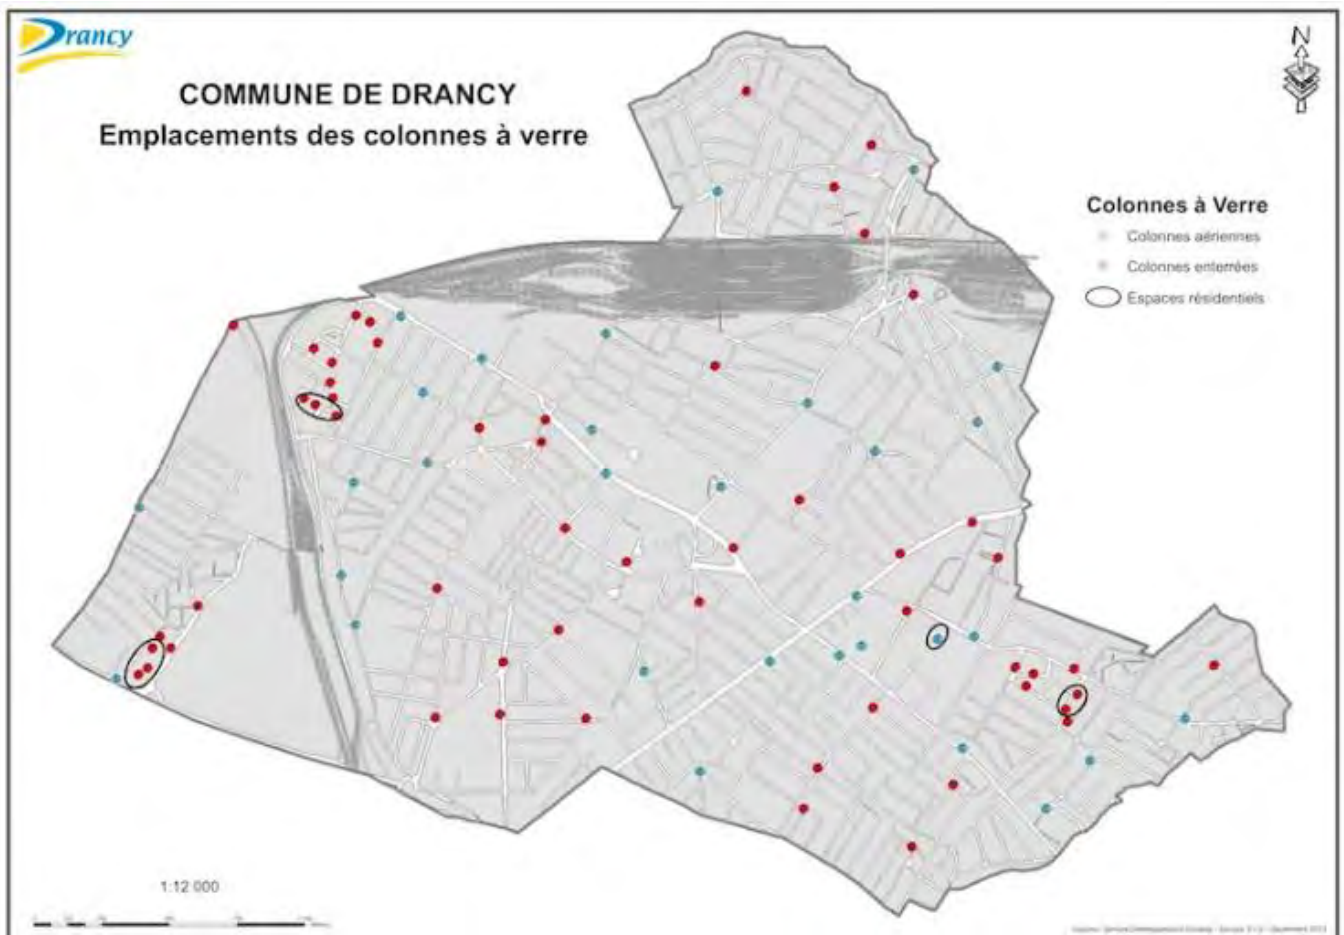 Drancy
COMMUNE DE DRANCY
Emplacements des colonnes à verre
N
Colonnes à Verre
Colonnes aériennes
Colonnes enterrées
Espaces résidentiels
1:12 000